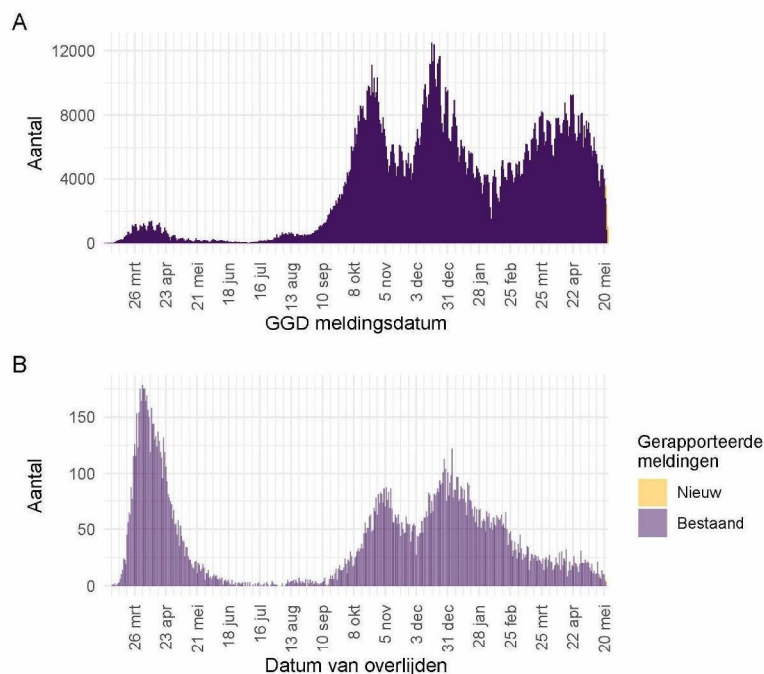 A
12000
8000
4000
0
Aantal
26 mrt
23 apr
21 mei
18 jun
16 jul
13 aug
10 sep
8 okt
5 nov
3 dec
31 dec
28 jan
25 feb
25 mrt
22 apr
20 mei
GGD meldingsdatum
B
150
100
50
0
Aantal
26 mrt
23 apr
21 mei
18 jun
16 jul
13 aug
10 sep
8 okt
5 nov
3 dec
31 dec
28 jan
25 feb
25 mrt
22 apr
20 mei
Datum van overlijden
Gerapporteerde
meldingen
Nieuw
Bestaand